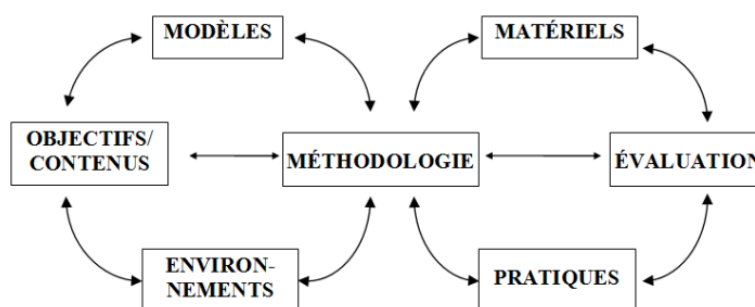 MODÈLES
MATÉRIELS
OBJECTIFS/
CONTENUS
MÉTHODOLOGIE
ÉVALUATION
ENVIRON-
NEMENTS
PRATIQUES